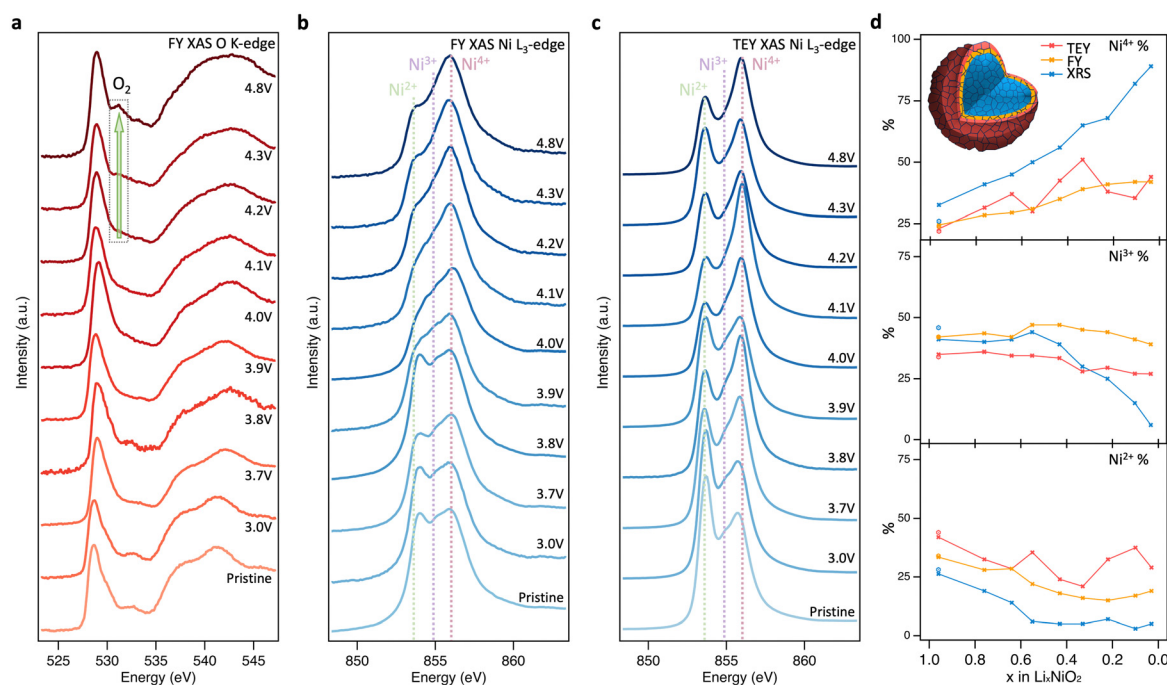 a
FY XAS O K-edge
O₂
4.8V
4.3V
4.2V
4.1V
4.0V
3.9V
3.8V
3.7V
3.0V
Pristine
Intensity (a.u.)
525 530 535 540 545
Energy (eV)
b
FY XAS Ni L₃-edge
Ni³⁺
Ni⁴⁺
Ni²⁺
4.8V
4.3V
4.2V
4.1V
4.0V
3.9V
3.8V
3.7V
3.0V
Pristine
Intensity (a.u.)
850 855 860
Energy (eV)
c
TEY XAS Ni L₃-edge
Ni³⁺
Ni⁴⁺
Ni²⁺
4.8V
4.3V
4.2V
4.1V
4.0V
3.9V
3.8V
3.7V
3.0V
Pristine
Intensity (a.u.)
850 855 860
Energy (eV)
d
100
75
50
25
%
TEY
FY
XRS
Ni⁴⁺ %
75
50
25
0
%
Ni³⁺ %
75
50
25
0
%
Ni²⁺ %
1.0 0.8 0.6 0.4 0.2 0.0
x in LiₓNiO₂